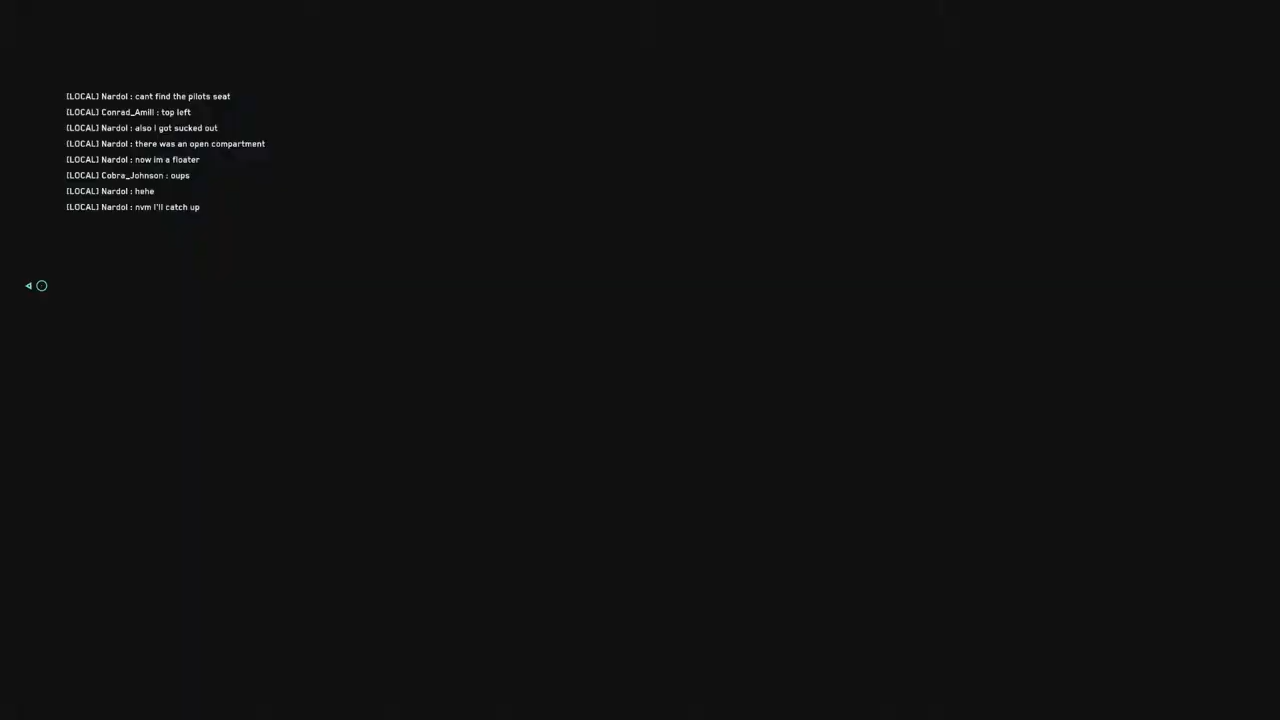 [LOCAL] Nardol : cant find the pilots seat
[LOCAL] Conrad_Amill : top left
[LOCAL] Nardol : also i got sucked out
[LOCAL] Nardol : there was an open compartment
[LOCAL] Nardol : now im a floater
[LOCAL] Cobra_Johnson : oups
[LOCAL] Nardol : hehe
[LOCAL] Nardol : nvm I'll catch up